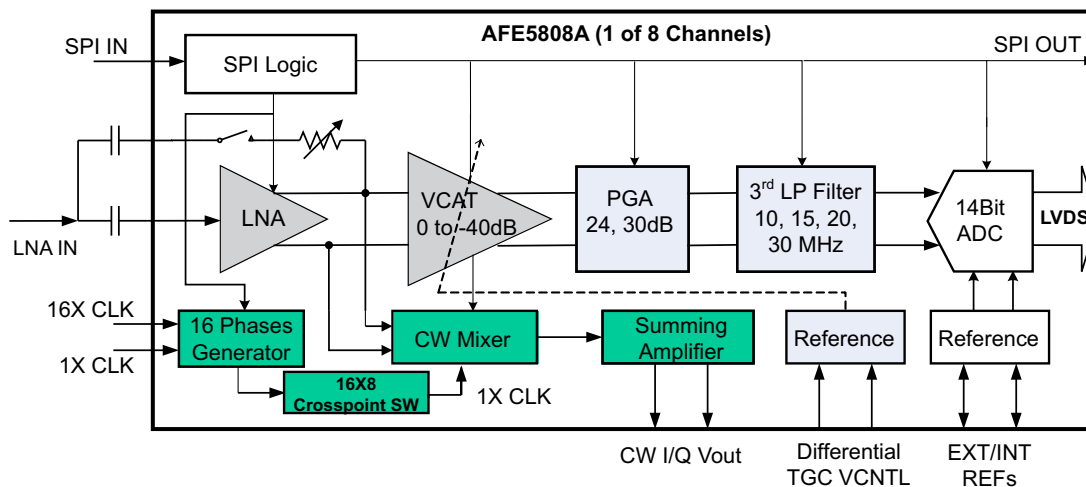 AFE5808A (1 of 8 Channels)
SPI IN
SPI OUT
SPI Logic
LNA
VCAT
0 to -40dB
PGA
24, 30dB
3rd LP Filter
10, 15, 20,
30 MHz
14Bit
ADC
LVDS
LNA IN
16X CLK
1X CLK
16 Phases
Generator
CW Mixer
Summing
Amplifier
Reference
Reference
16X8
Crosspoint SW
1X CLK
CW I/Q Vout
Differential
TGC VCNTL
EXT/INT
REFs